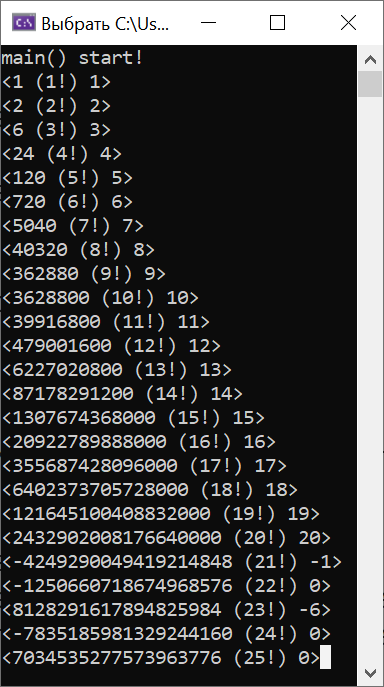 Выбрать C:\Us...
main() start!
<1 (1!) 1>
<2 (2!) 2>
<6 (3!) 3>
<24 (4!) 4>
<120 (5!) 5>
<720 (6!) 6>
<5040 (7!) 7>
<40320 (8!) 8>
<362880 (9!) 9>
<3628800 (10!) 10>
<39916800 (11!) 11>
<479001600 (12!) 12>
<6227020800 (13!) 13>
<87178291200 (14!) 14>
<1307674368000 (15!) 15>
<20922789888000 (16!) 16>
<355687428096000 (17!) 17>
<6402373705728000 (18!) 18>
<121645100408832000 (19!) 19>
<2432902008176640000 (20!) 20>
<-4249290049419214848 (21!) -1>
<-1250660718674968576 (22!) 0>
<8128291617894825984 (23!) -6>
<-7835185981329244160 (24!) 0>
<7034535277573963776 (25!) 0>